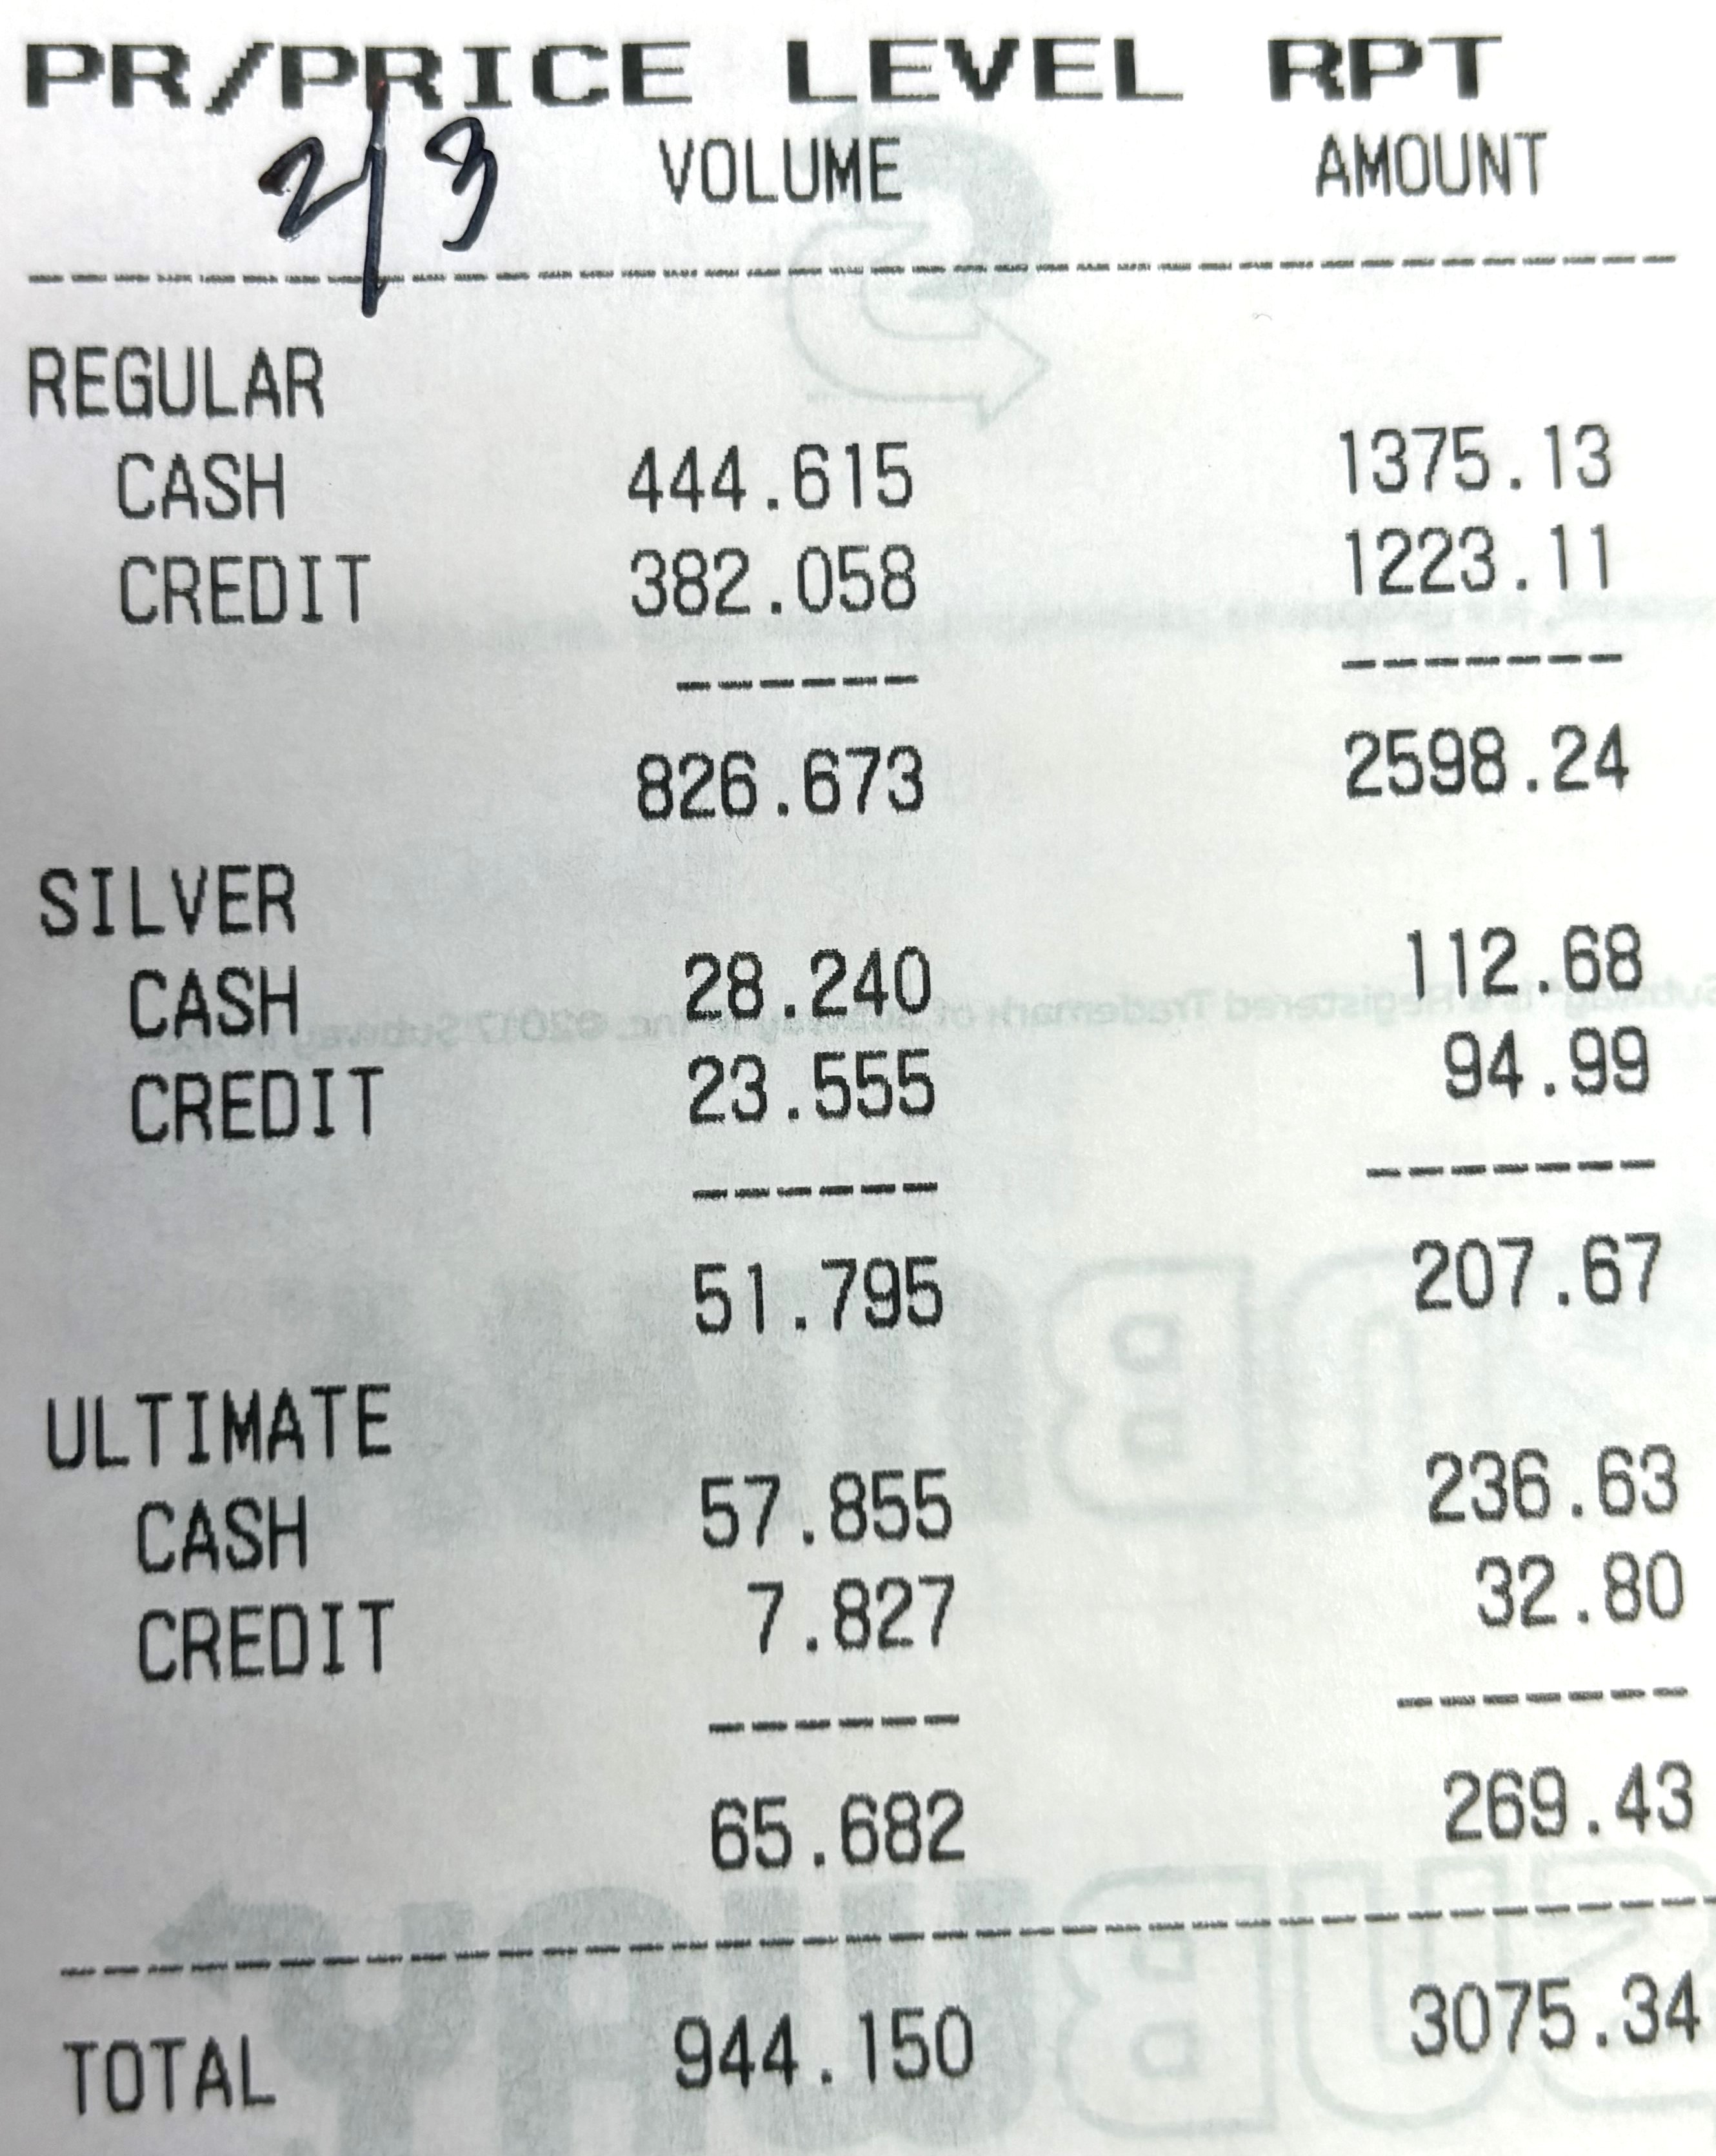 PR/PRICE LEVEL RPT
2/3 VOLUME AMOUNT
REGULAR
CASH 444.615 1375.13
CREDIT 382.058 1223.11
826.673 2598.24
SILVER
CASH 28.240 112.68
CREDIT 23.555 94.99
51.795 207.67
ULTIMATE
CASH 57.855 236.63
CREDIT 7.827 32.80
65.682 269.43
TOTAL 944.150 3075.34